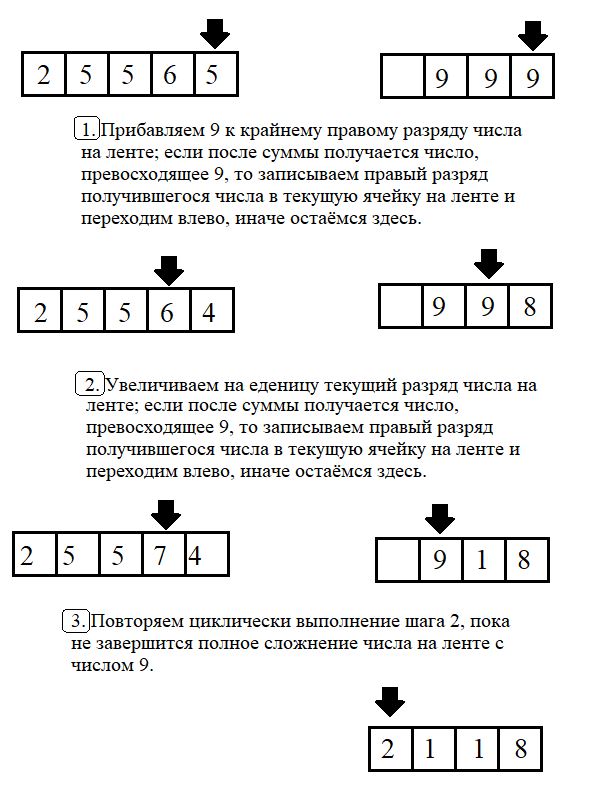 2 5 5 6 5
9 9 9
1. Прибавляем 9 к крайнему правому разряду числа
на ленте; если после суммы получается число,
превосходящее 9, то записываем правый разряд
получившегося числа в текущую ячейку на ленте и
переходим влево, иначе остаёмся здесь.
2 5 5 6 4
9 9 8
2. Увеличиваем на еденицу текущий разряд числа на
ленте; если после суммы получается число,
превосходящее 9, то записываем правый разряд
получившегося числа в текущую ячейку на ленте и
переходим влево, иначе остаёмся здесь.
2 5 5 7 4
9 1 8
3. Повторяем циклически выполнение шага 2, пока
не завершится полное сложнение числа на ленте с
числом 9.
2 1 1 8